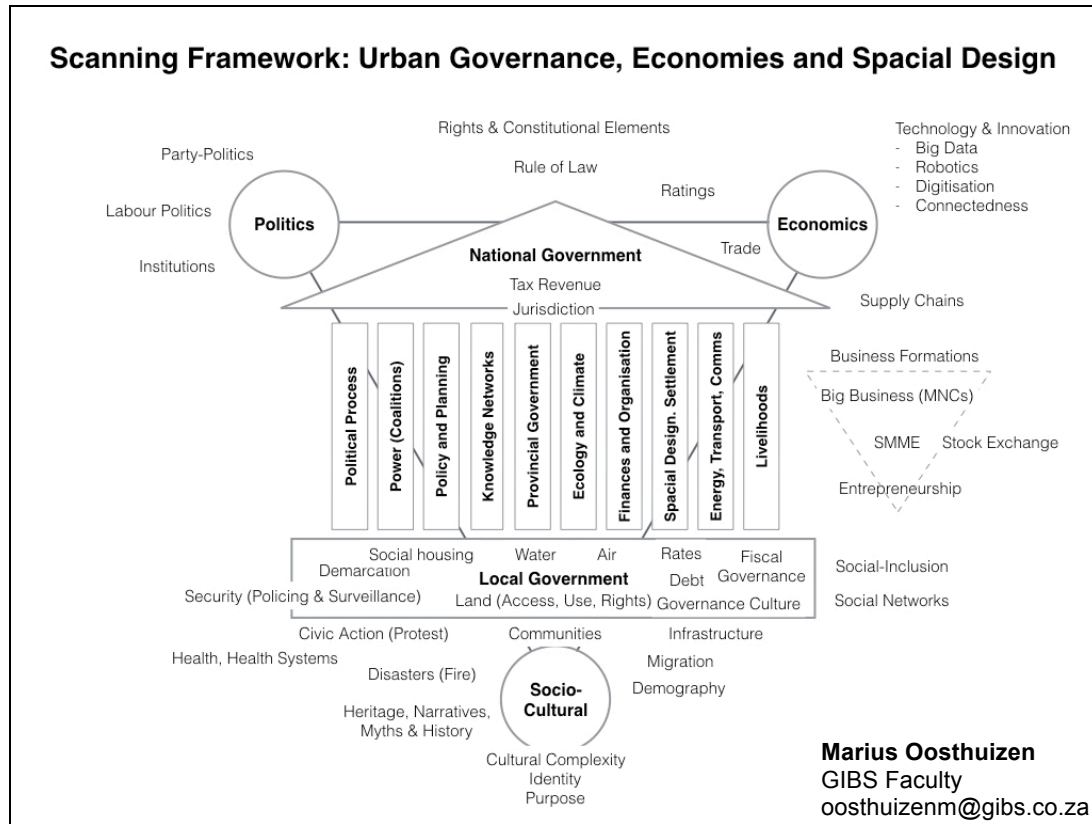 Scanning Framework: Urban Governance, Economies and Spacial Design
Rights & Constitutional Elements
Party-Politics
Rule of Law
Technology & Innovation
- Big Data
- Robotics
- Digitisation
- Connectedness
Ratings
Labour Politics
Politics
Economics
Institutions
National Government
Trade
Tax Revenue
Jurisdiction
Supply Chains
Business Formations
Big Business (MNCs)
SMME
Stock Exchange
Entrepreneurship
Political Process
Power (Coalitions)
Policy and Planning
Knowledge Networks
Provincial Government
Ecology and Climate
Finances and Organisation
Spacial Design. Settlement
Energy, Transport, Comms
Livelihoods
Social housing
Water
Air
Rates
Fiscal
Governance
Demarcation
Local Government
Debt
Security (Policing & Surveillance)
Land (Access, Use, Rights)
Governance Culture
Social-Inclusion
Social Networks
Civic Action (Protest)
Communities
Infrastructure
Health, Health Systems
Disasters (Fire)
Migration
Demography
Socio-
Cultural
Heritage, Narratives,
Myths & History
Cultural Complexity
Identity
Purpose
Marius Oosthuizen
GIBS Faculty
oosthuizenm@gibs.co.za